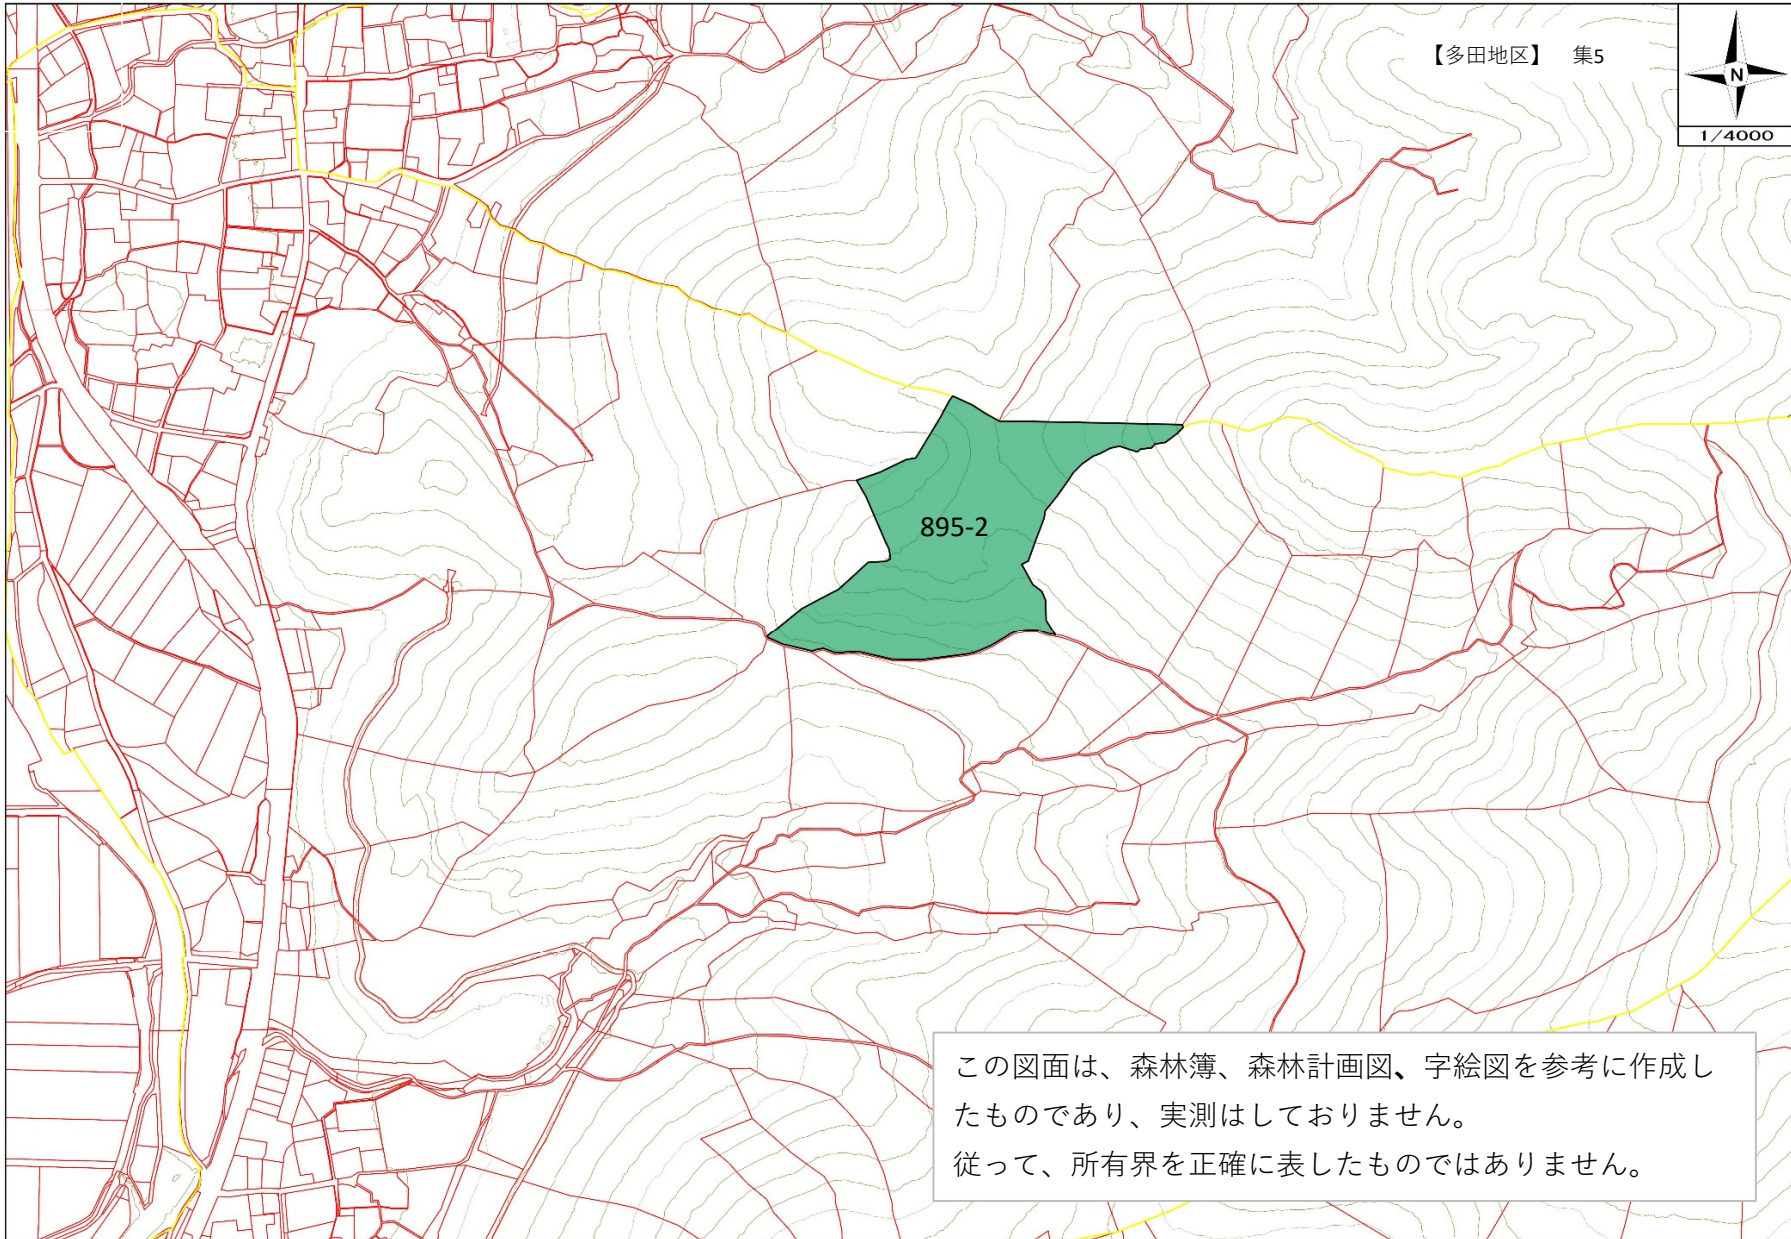 【多田地区】　集5
N
1/4000
895-2
この図面は、森林簿、森林計画図、字絵図を参考に作成し
たものであり、実測はしておりません。
従って、所有界を正確に表したものではありません。